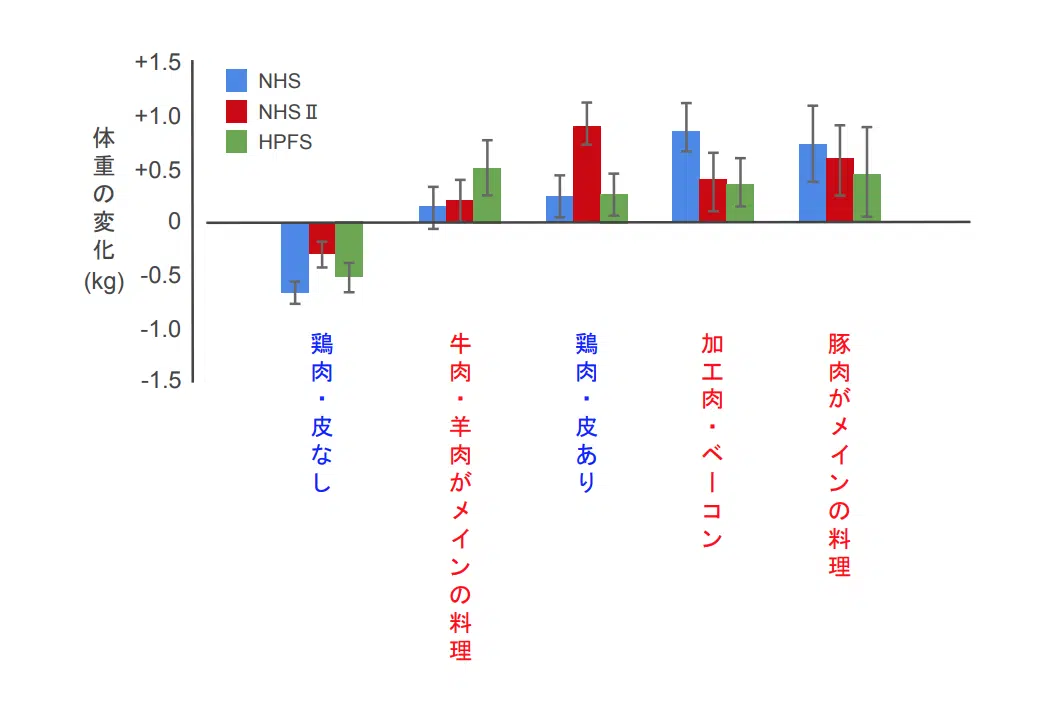 +1.5
+1.0
+0.5
0
-0.5
-1.0
-1.5
体重の変化
(kg)
NHS
NHSⅡ
HPFS
鶏肉・皮なし
牛肉・羊肉がメインの料理
鶏肉・皮あり
加工肉・ベーコン
豚肉がメインの料理